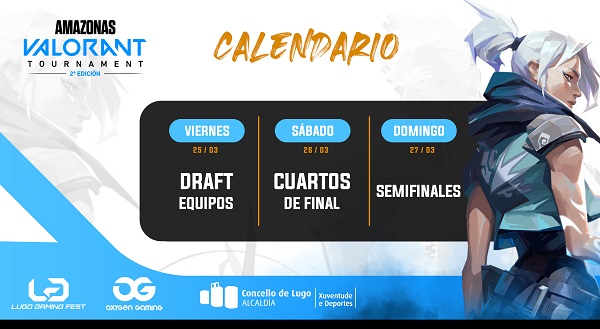 AMAZONAS
VALORANT
TOURNAMENT
2ª EDICIÓN
CALENDARIO
VIERNES
25 / 03
DRAFT
EQUIPOS
SÁBADO
26 / 03
CUARTOS
DE FINAL
DOMINGO
27 / 03
SEMIFINALES
LUGO GAMING FEST
OXYGEN GAMING
Concello de Lugo
ALCALDÍA
Xuventude
e Deportes